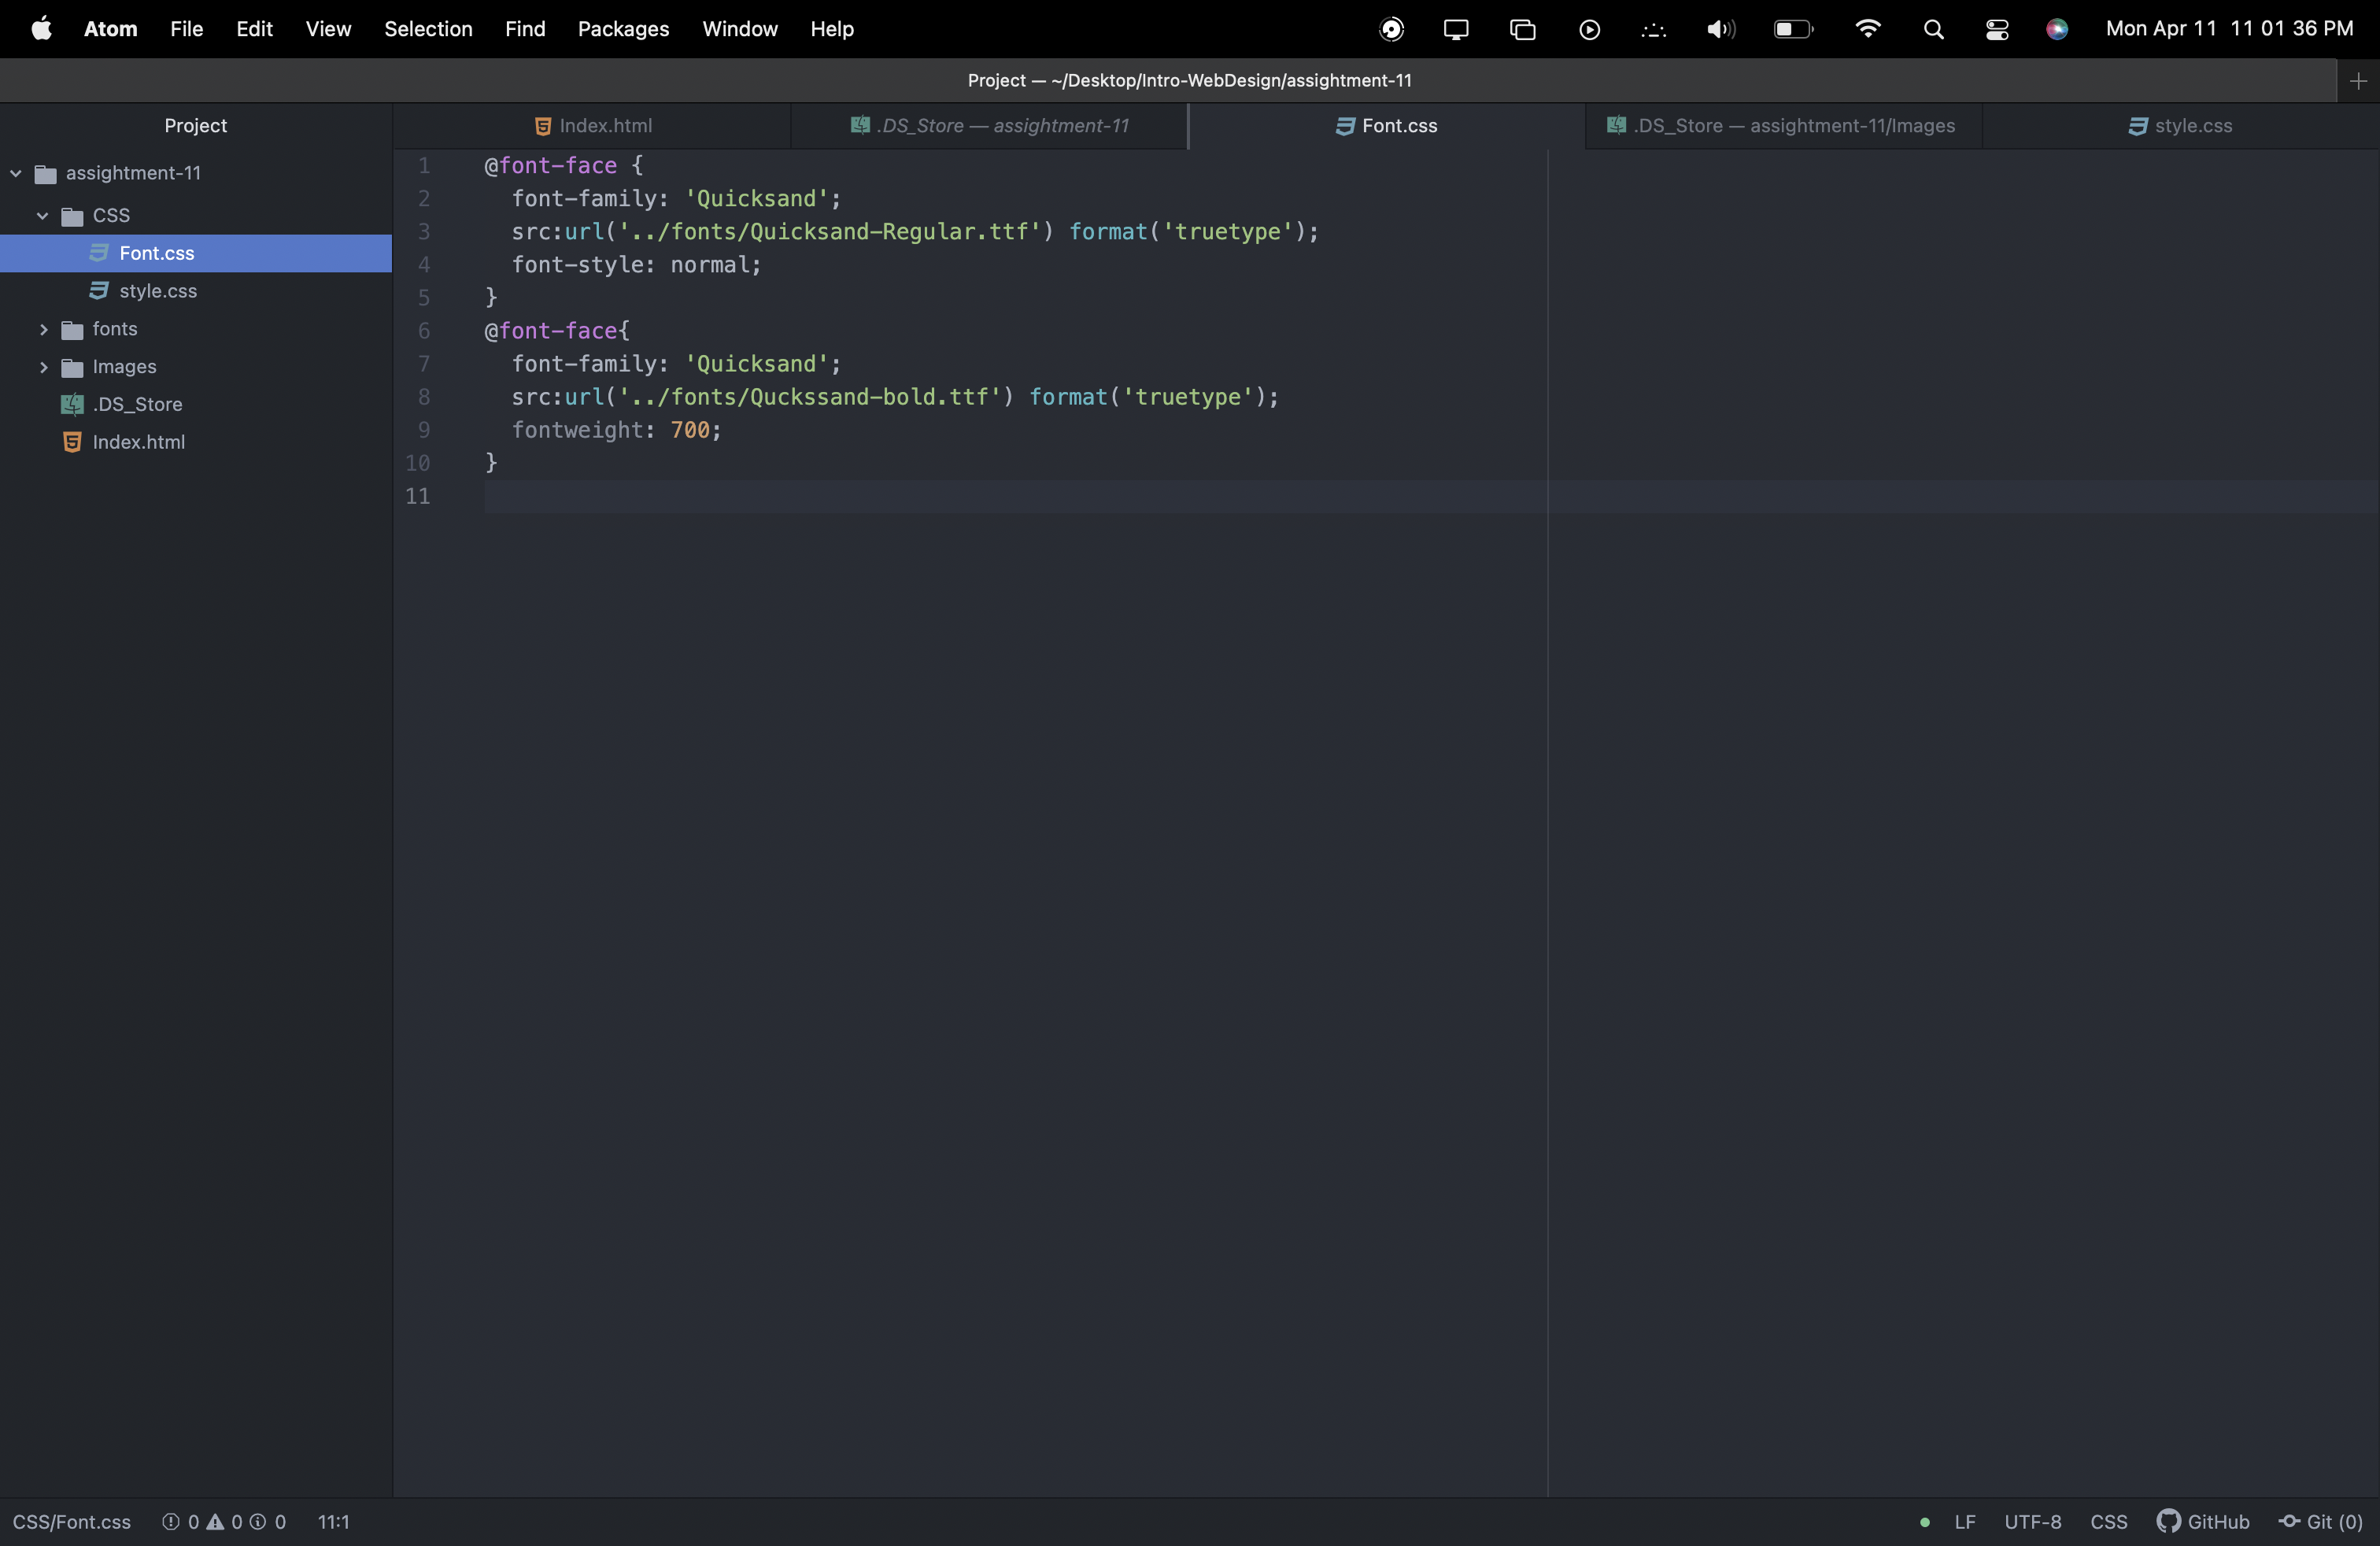 Atom File Edit View Selection Find Packages Window Help Mon Apr 11 11 01 36 PM
Project — ~/Desktop/Intro-WebDesign/assightment-11
Project
Index.html
.DS_Store — assightment-11
Font.css
.DS_Store — assightment-11/Images
style.css
assightment-11
CSS
Font.css
style.css
fonts
Images
.DS_Store
Index.html
1 @font-face {
2 font-family: 'Quicksand';
3 src:url('../fonts/Quicksand-Regular.ttf') format('truetype');
4 font-style: normal;
5 }
6 @font-face{
7 font-family: 'Quicksand';
8 src:url('../fonts/Quckssand-bold.ttf') format('truetype');
9 fontweight: 700;
10 }
11
CSS/Font.css 0 0 0 11:1 LF UTF-8 CSS GitHub Git (0)